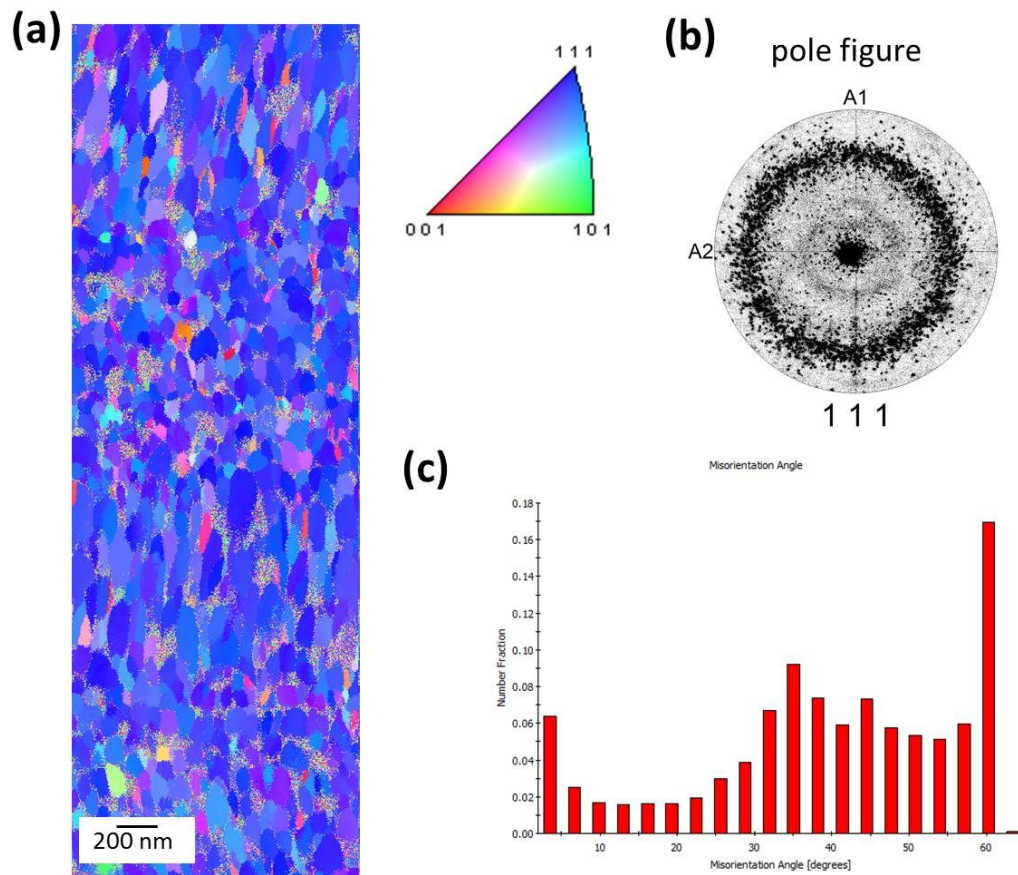 (a)
200 nm
1 1 1
0 0 1
1 0 1
(b)
pole figure
A1
A2
1 1 1
(c)
Misorientation Angle
Number Fraction
0.18
0.16
0.14
0.12
0.10
0.08
0.06
0.04
0.02
0.00
10
20
30
40
50
60
Misorientation Angle [degrees]